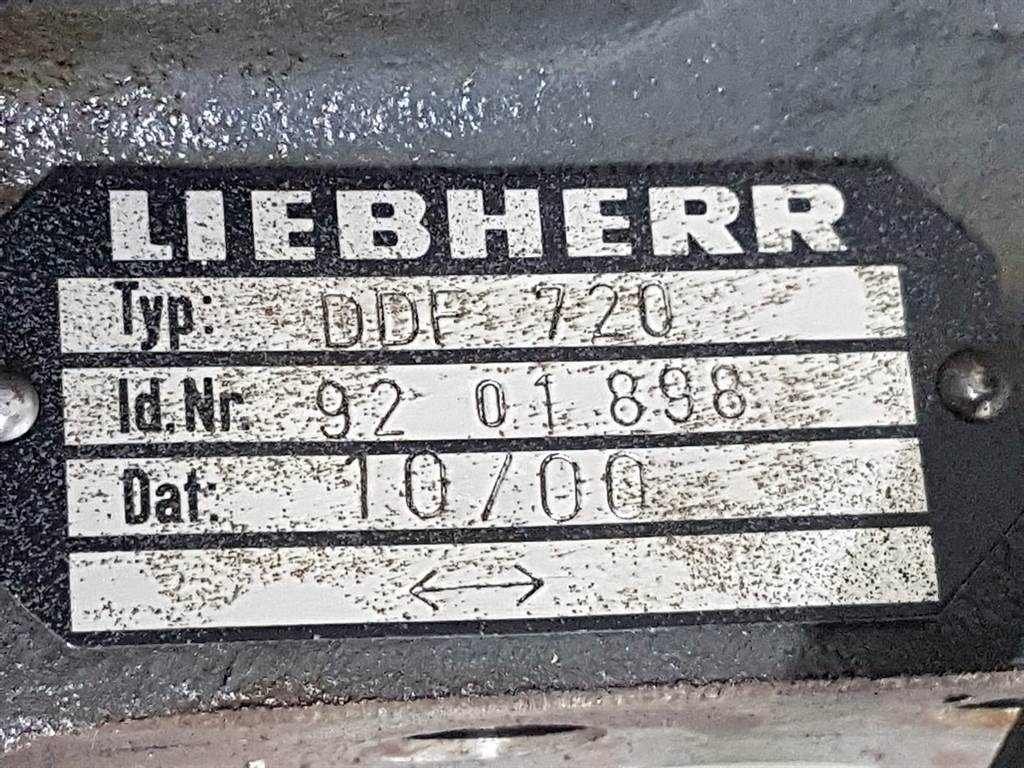 LIEBHERR
Typ: DDF 720
Id.Nr. 92 01 898
Dat: 10/00